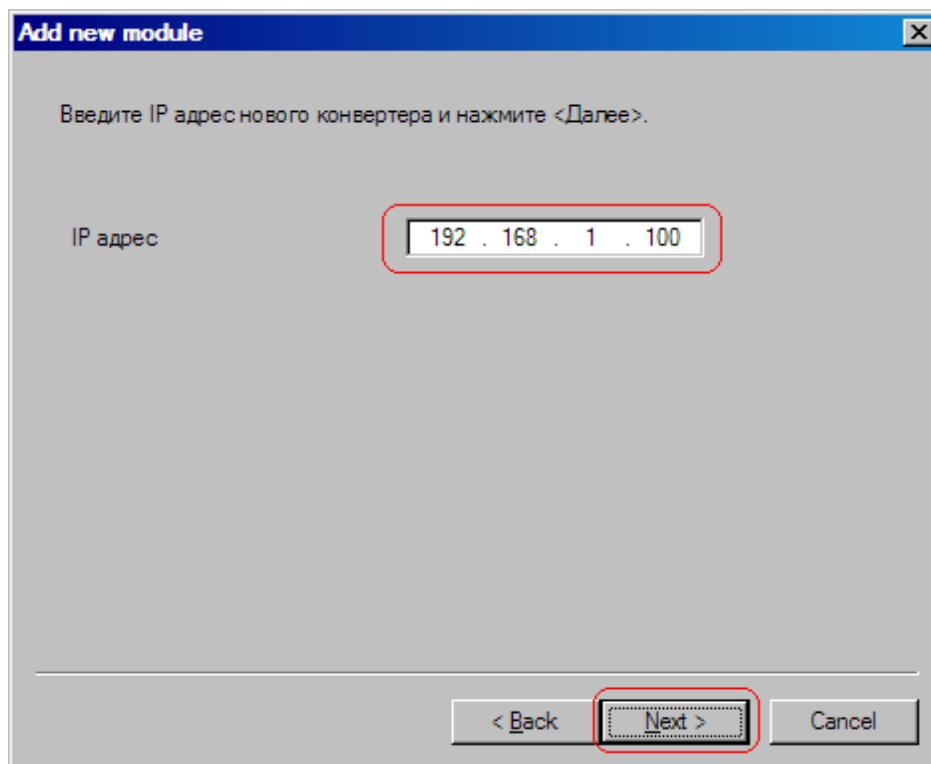 Add new module
Введите IP адрес нового конвертера и нажмите <Далее>.
IP адрес 192 . 168 . 1 . 100
< Back Next > Cancel